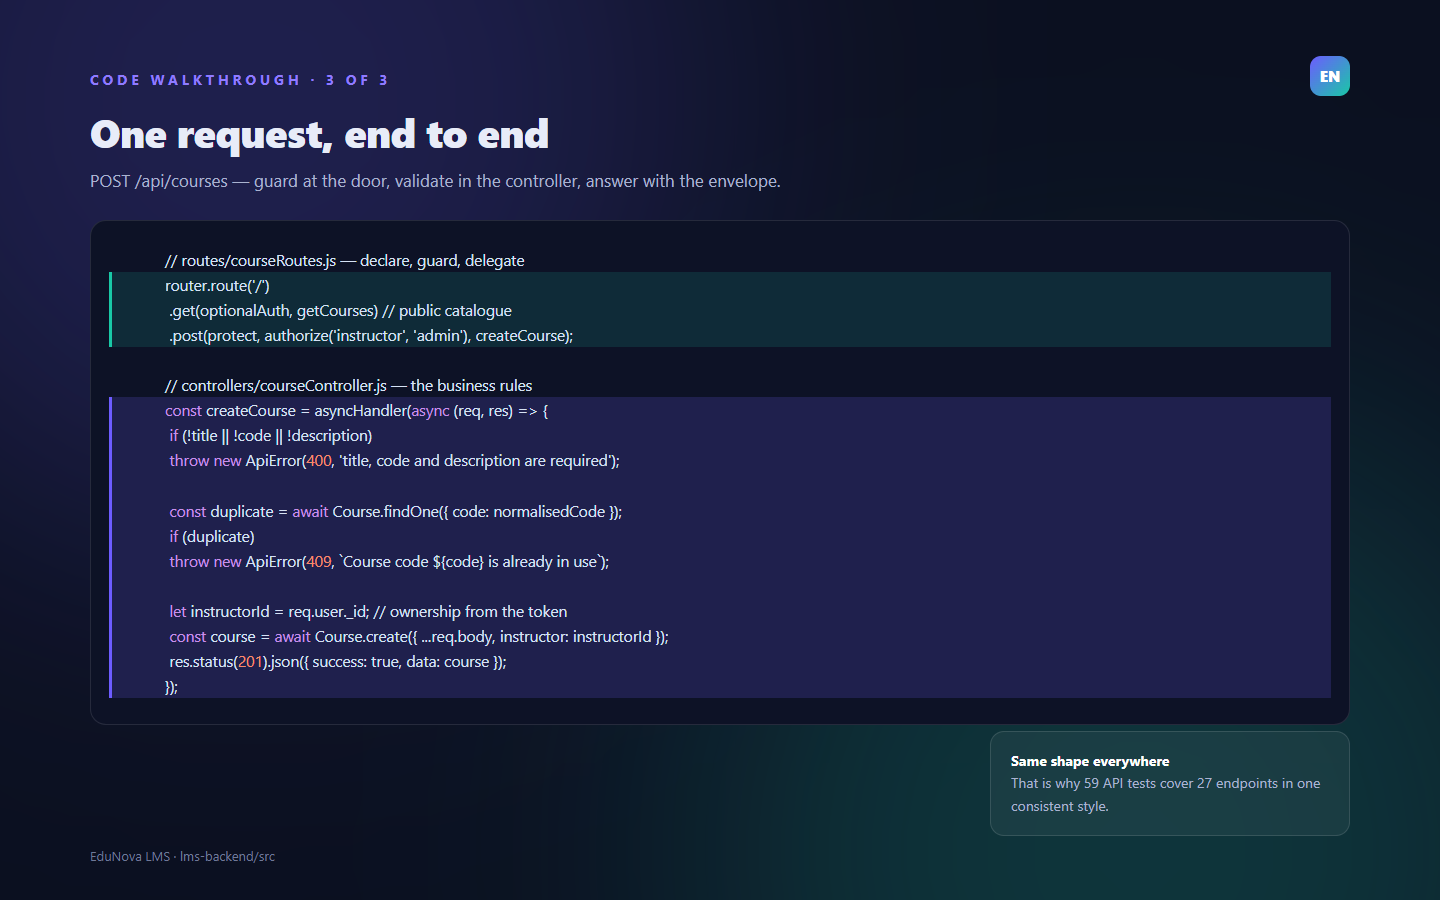 CODE WALKTHROUGH · 3 OF 3
EN
One request, end to end
POST /api/courses — guard at the door, validate in the controller, answer with the envelope.
// routes/courseRoutes.js — declare, guard, delegate
router.route('/')
.get(optionalAuth, getCourses) // public catalogue
.post(protect, authorize('instructor', 'admin'), createCourse);
// controllers/courseController.js — the business rules
const createCourse = asyncHandler(async (req, res) => {
if (!title || !code || !description)
throw new ApiError(400, 'title, code and description are required');
const duplicate = await Course.findOne({ code: normalisedCode });
if (duplicate)
throw new ApiError(409, `Course code ${code} is already in use`);
let instructorId = req.user._id; // ownership from the token
const course = await Course.create({ ...req.body, instructor: instructorId });
res.status(201).json({ success: true, data: course });
});
Same shape everywhere
That is why 59 API tests cover 27 endpoints in one
consistent style.
EduNova LMS · lms-backend/src